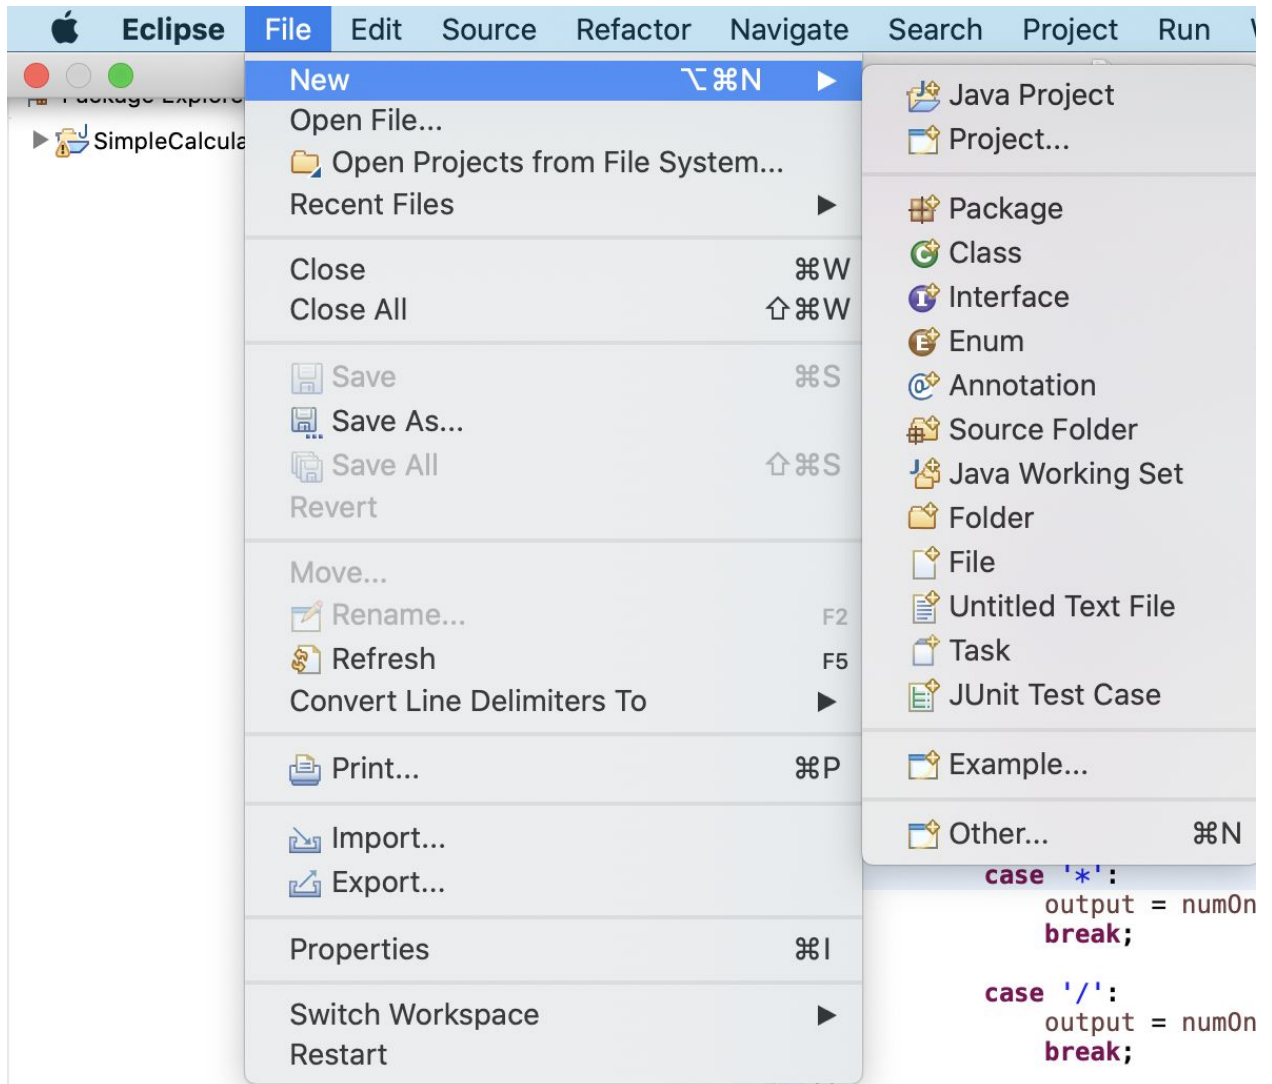 Eclipse File Edit Source Refactor Navigate Search Project Run
Package Explore
SimpleCalcula
New ⌥⌘N ▶
Open File...
Open Projects from File System...
Recent Files ▶
Close ⌘W
Close All ⇧⌘W
Save ⌘S
Save As...
Save All ⇧⌘S
Revert
Move...
Rename... F2
Refresh F5
Convert Line Delimiters To ▶
Print... ⌘P
Import...
Export...
Properties ⌘I
Switch Workspace ▶
Restart
Java Project
Project...
Package
Class
Interface
Enum
Annotation
Source Folder
Java Working Set
Folder
File
Untitled Text File
Task
JUnit Test Case
Example...
Other... ⌘N
case '*':
output = numOn
break;
case '/':
output = numOn
break;